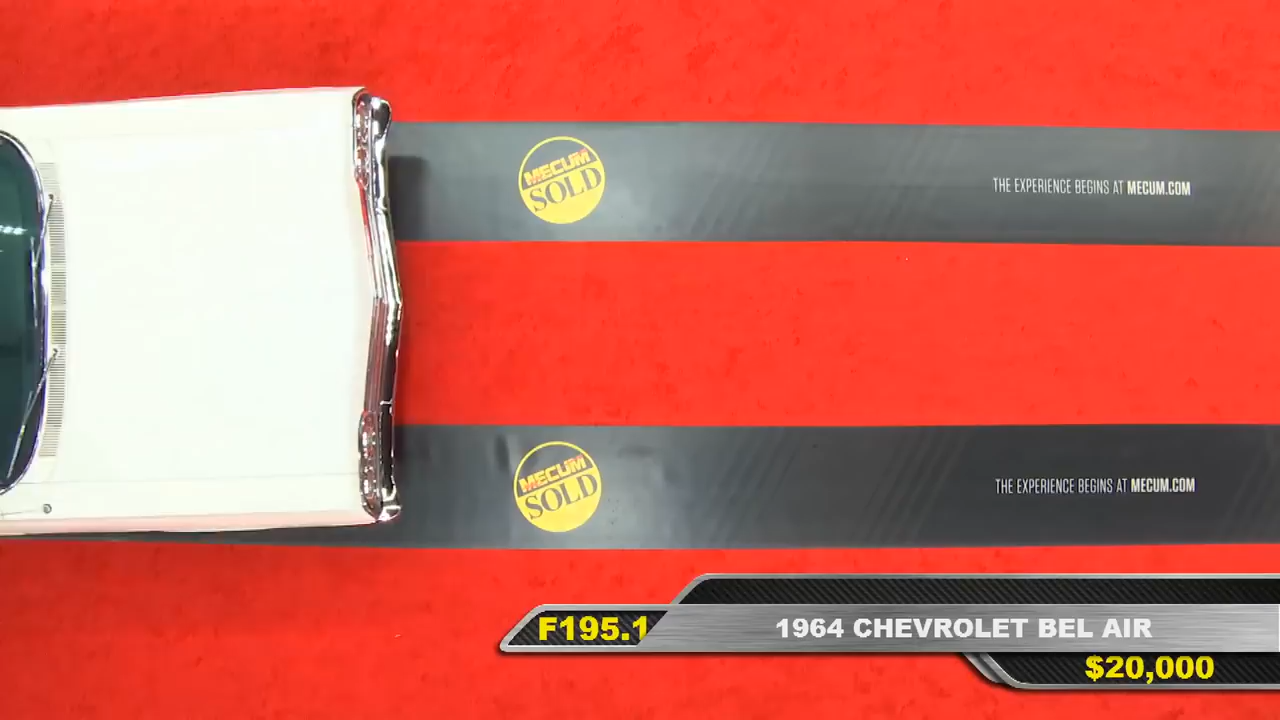 MECUM
SOLD
THE EXPERIENCE BEGINS AT MECUM.COM
MECUM
SOLD
THE EXPERIENCE BEGINS AT MECUM.COM
F195.1
1964 CHEVROLET BEL AIR
$20,000